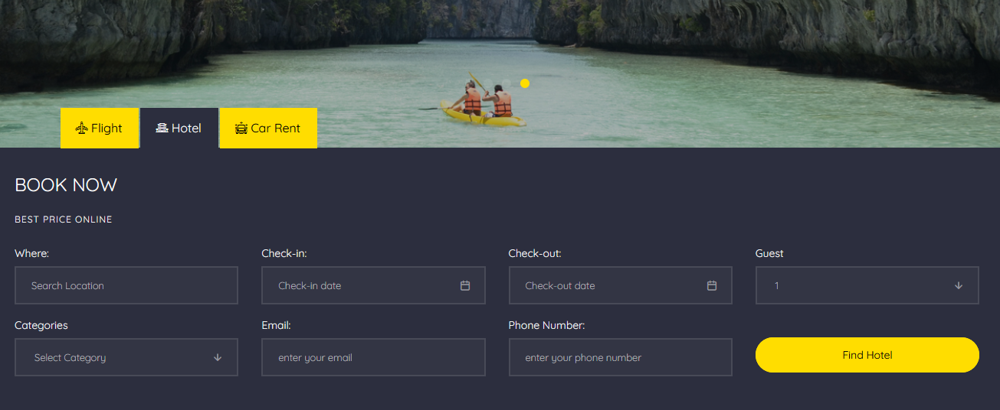 Flight Hotel Car Rent
BOOK NOW
BEST PRICE ONLINE
Where: Check-in: Check-out: Guest
Search Location Check-in date Check-out date 1
Categories Email: Phone Number:
Select Category enter your email enter your phone number Find Hotel